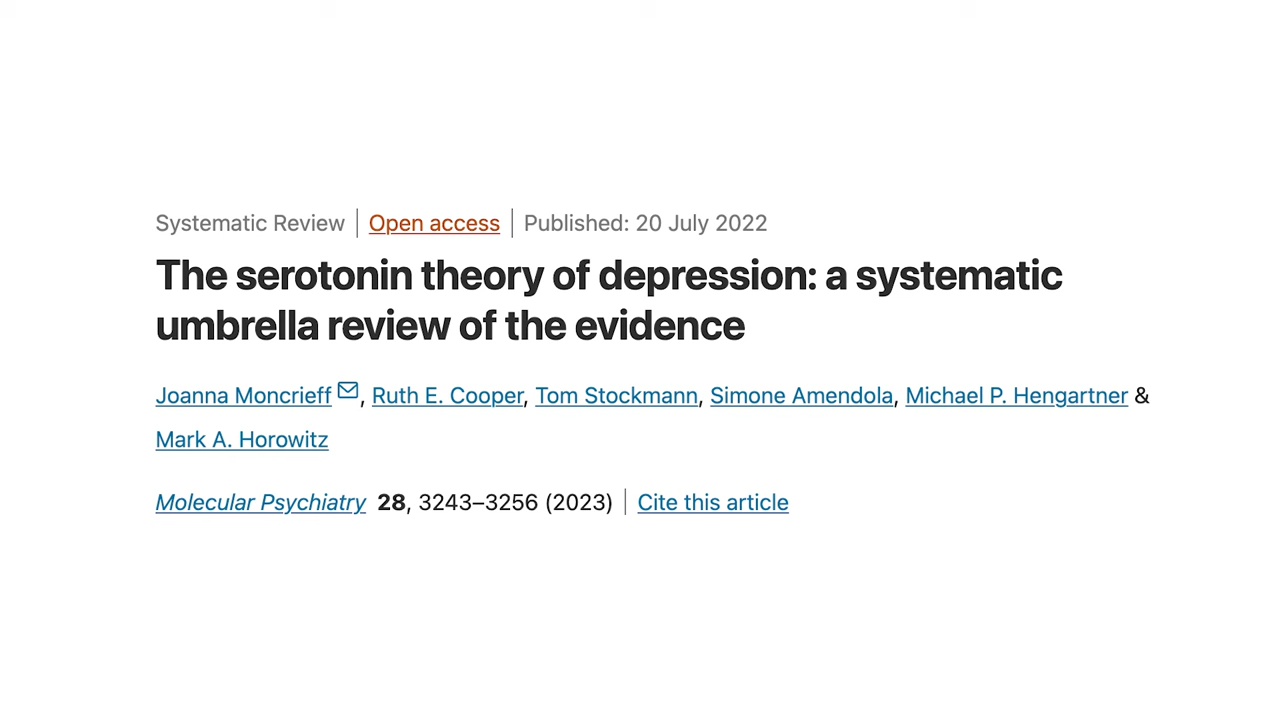 Systematic Review | Open access | Published: 20 July 2022
The serotonin theory of depression: a systematic
umbrella review of the evidence
Joanna Moncrieff, Ruth E. Cooper, Tom Stockmann, Simone Amendola, Michael P. Hengartner &
Mark A. Horowitz
Molecular Psychiatry 28, 3243–3256 (2023) | Cite this article